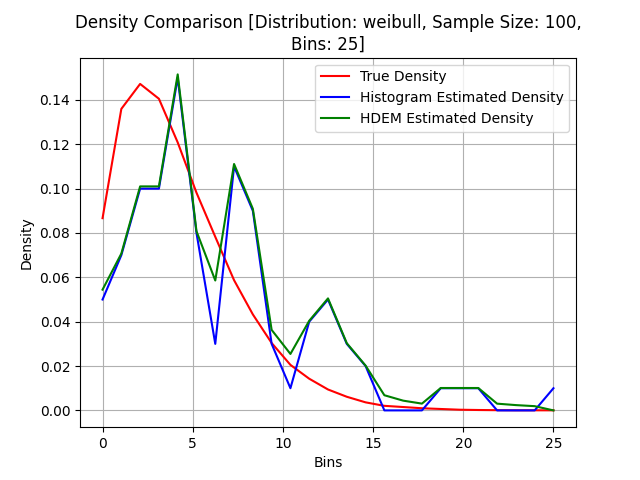 Density Comparison [Distribution: weibull, Sample Size: 100,
Bins: 25]
True Density
Histogram Estimated Density
HDEM Estimated Density
Density
0.14
0.12
0.10
0.08
0.06
0.04
0.02
0.00
0 5 10 15 20 25
Bins